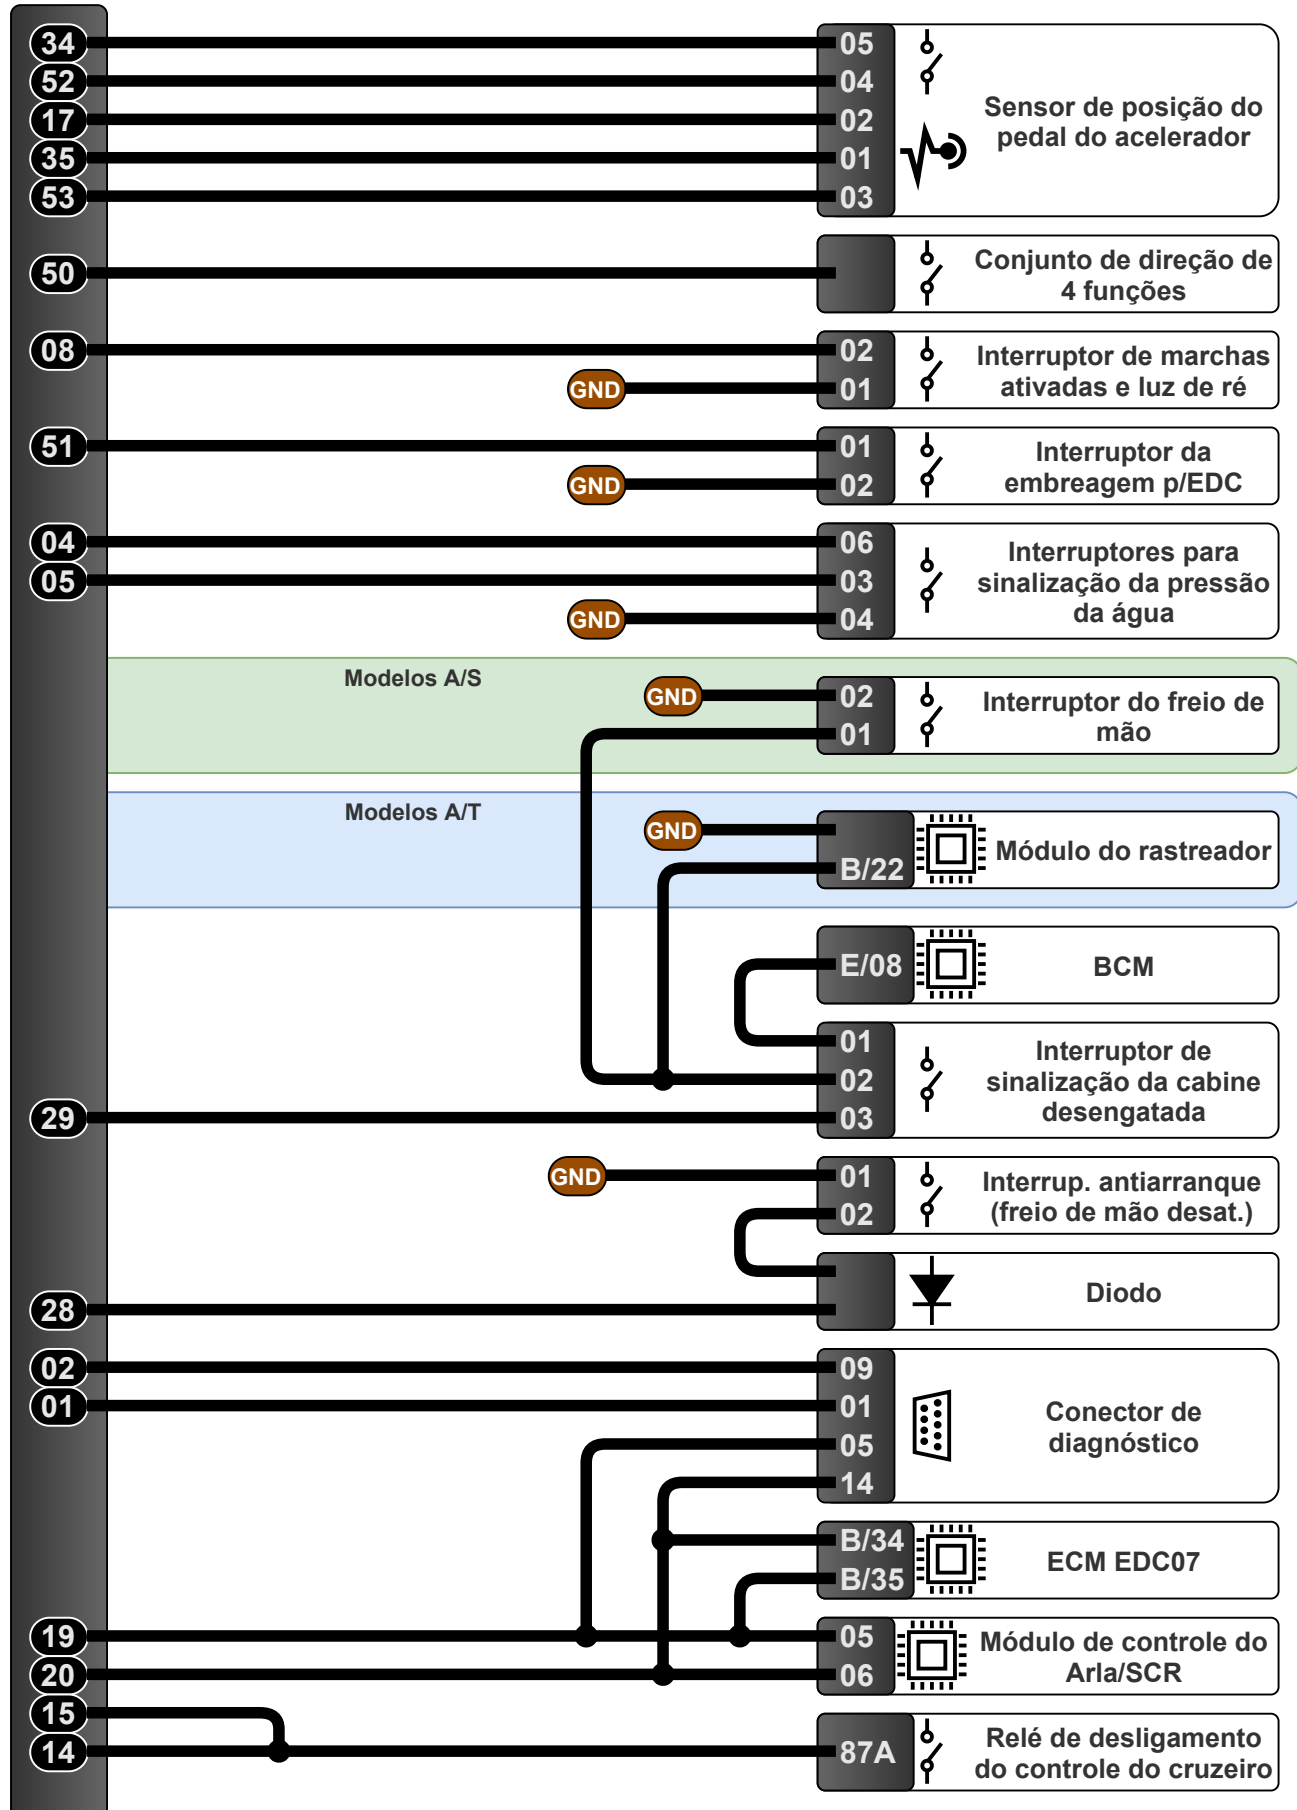 34 05
52 04
17 02
35 01
53 03
Sensor de posição do
pedal do acelerador
50
Conjunto de direção de
4 funções
08 02
GND 01
Interruptor de marchas
ativadas e luz de ré
51 01
GND 02
Interruptor da
embreagem p/EDC
04 06
05 03
GND 04
Interruptores para
sinalização da pressão
da água
Modelos A/S
GND 02
01
Interruptor do freio de
mão
Modelos A/T
GND
B/22
Módulo do rastreador
E/08
BCM
01
02
29 03
Interruptor de
sinalização da cabine
desengatada
GND 01
02
Interrup. antiarranque
(freio de mão desat.)
28
Diodo
02 09
01 01
05
14
Conector de
diagnóstico
B/34
B/35
ECM EDC07
19 05
20 06
Módulo de controle do
Arla/SCR
15
14 87A
Relé de desligamento
do controle do cruzeiro